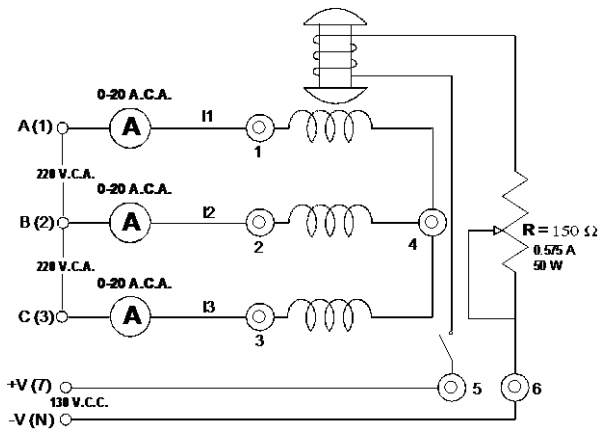 0-20 A.C.A.
A (1)
A
I1
1
220 V.C.A.
0-20 A.C.A.
B (2)
A
I2
2
4
R = 150 Ω
0.575 A
50 W
220 V.C.A.
0-20 A.C.A.
C (3)
A
I3
3
+V (7)
5
6
130 V.C.C.
-V (N)